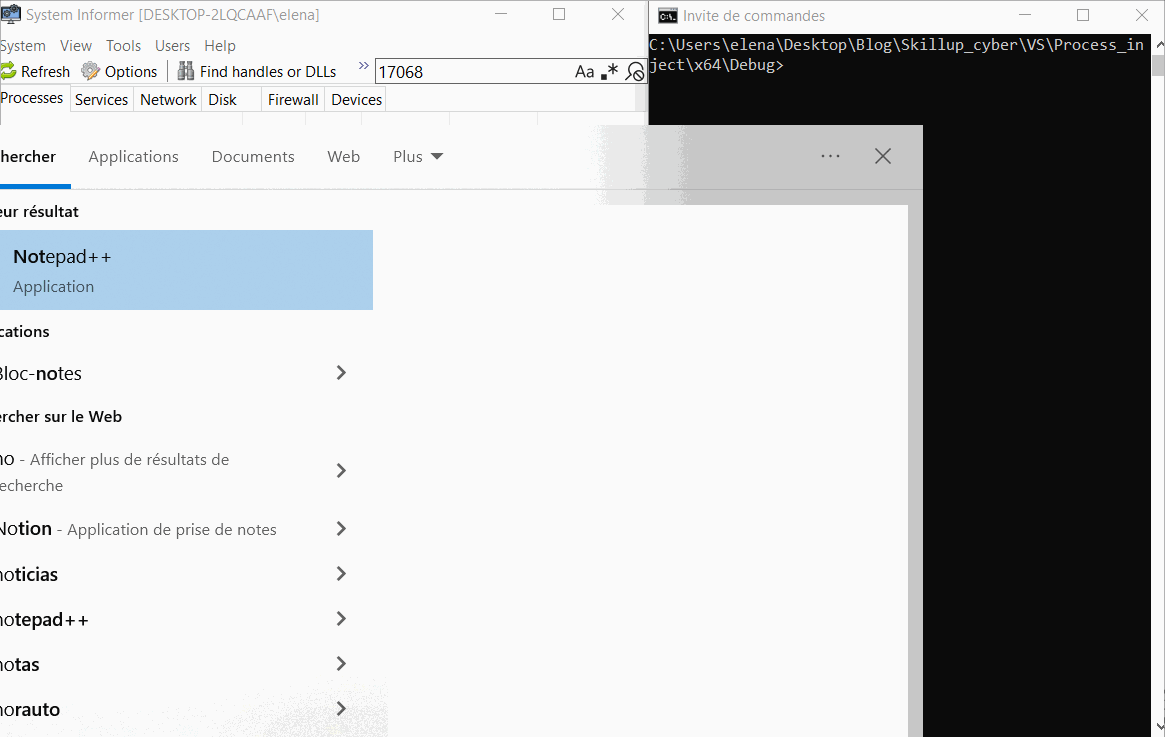 System Informer [DESKTOP-2LQCAAF\elena]
System View Tools Users Help
Refresh Options Find handles or DLLs » 17068 Aa .*
Processes Services Network Disk Firewall Devices
Invite de commandes
C:\Users\elena\Desktop\Blog\Skillup_cyber\VS\Process_in
ject\x64\Debug>
hercher Applications Documents Web Plus ...
eur résultat
Notepad++
Application
cations
Bloc-notes
ercher sur le Web
no - Afficher plus de résultats de
echerche
Notion - Application de prise de notes
noticias
notepad++
notas
norauto